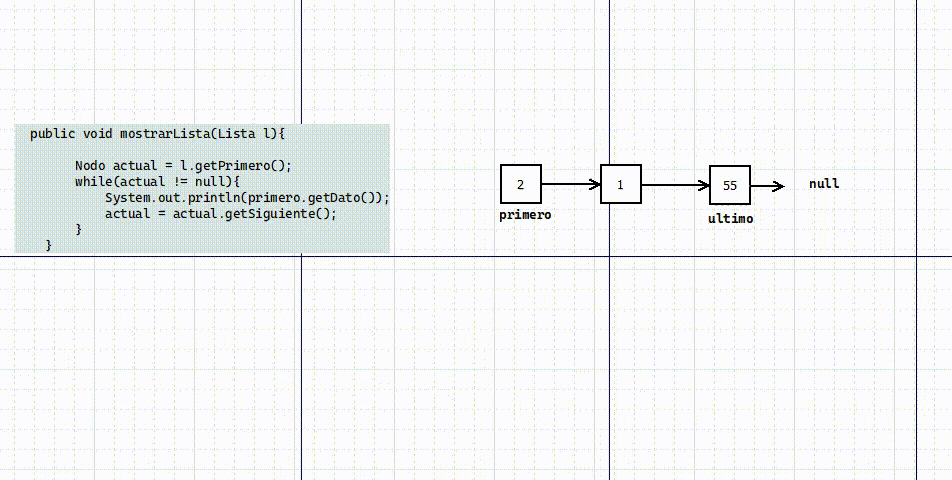 public void mostrarLista(Lista l){
Nodo actual = l.getPrimero();
while(actual != null){
System.out.println(primero.getDato());
actual = actual.getSiguiente();
}
}
2
1
55
null
primero
ultimo